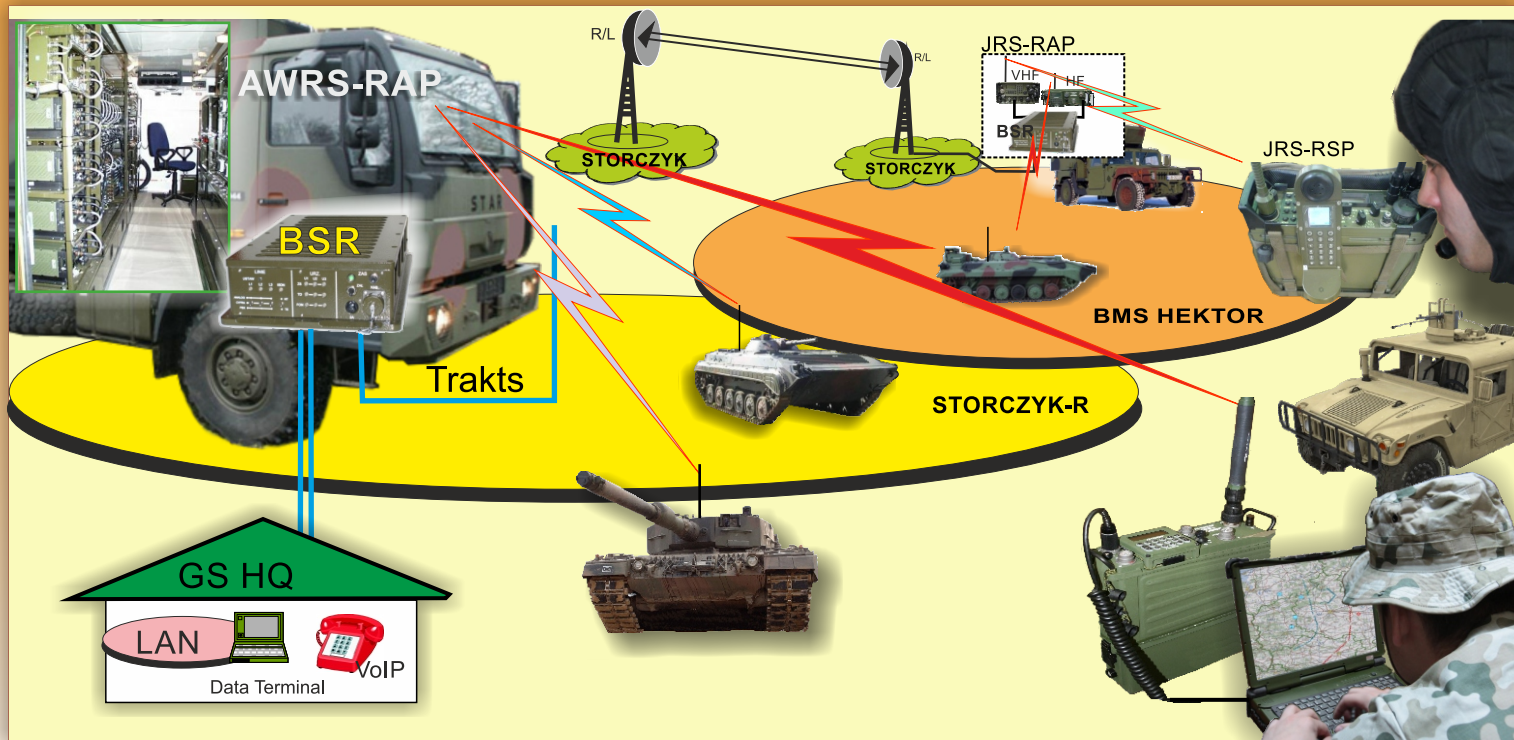 AWRS-RAP
R/L
R/L
JRS-RAP
VHF
HF
BSR
STORCZYK
STORCZYK
JRS-RSP
STAR
BSR
BMS HEKTOR
Trakts
STORCZYK-R
GS HQ
LAN
VoIP
Data Terminal